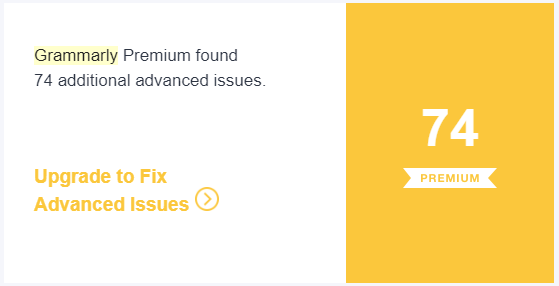 Grammarly Premium found
74 additional advanced issues.
Upgrade to Fix
Advanced Issues
74
PREMIUM